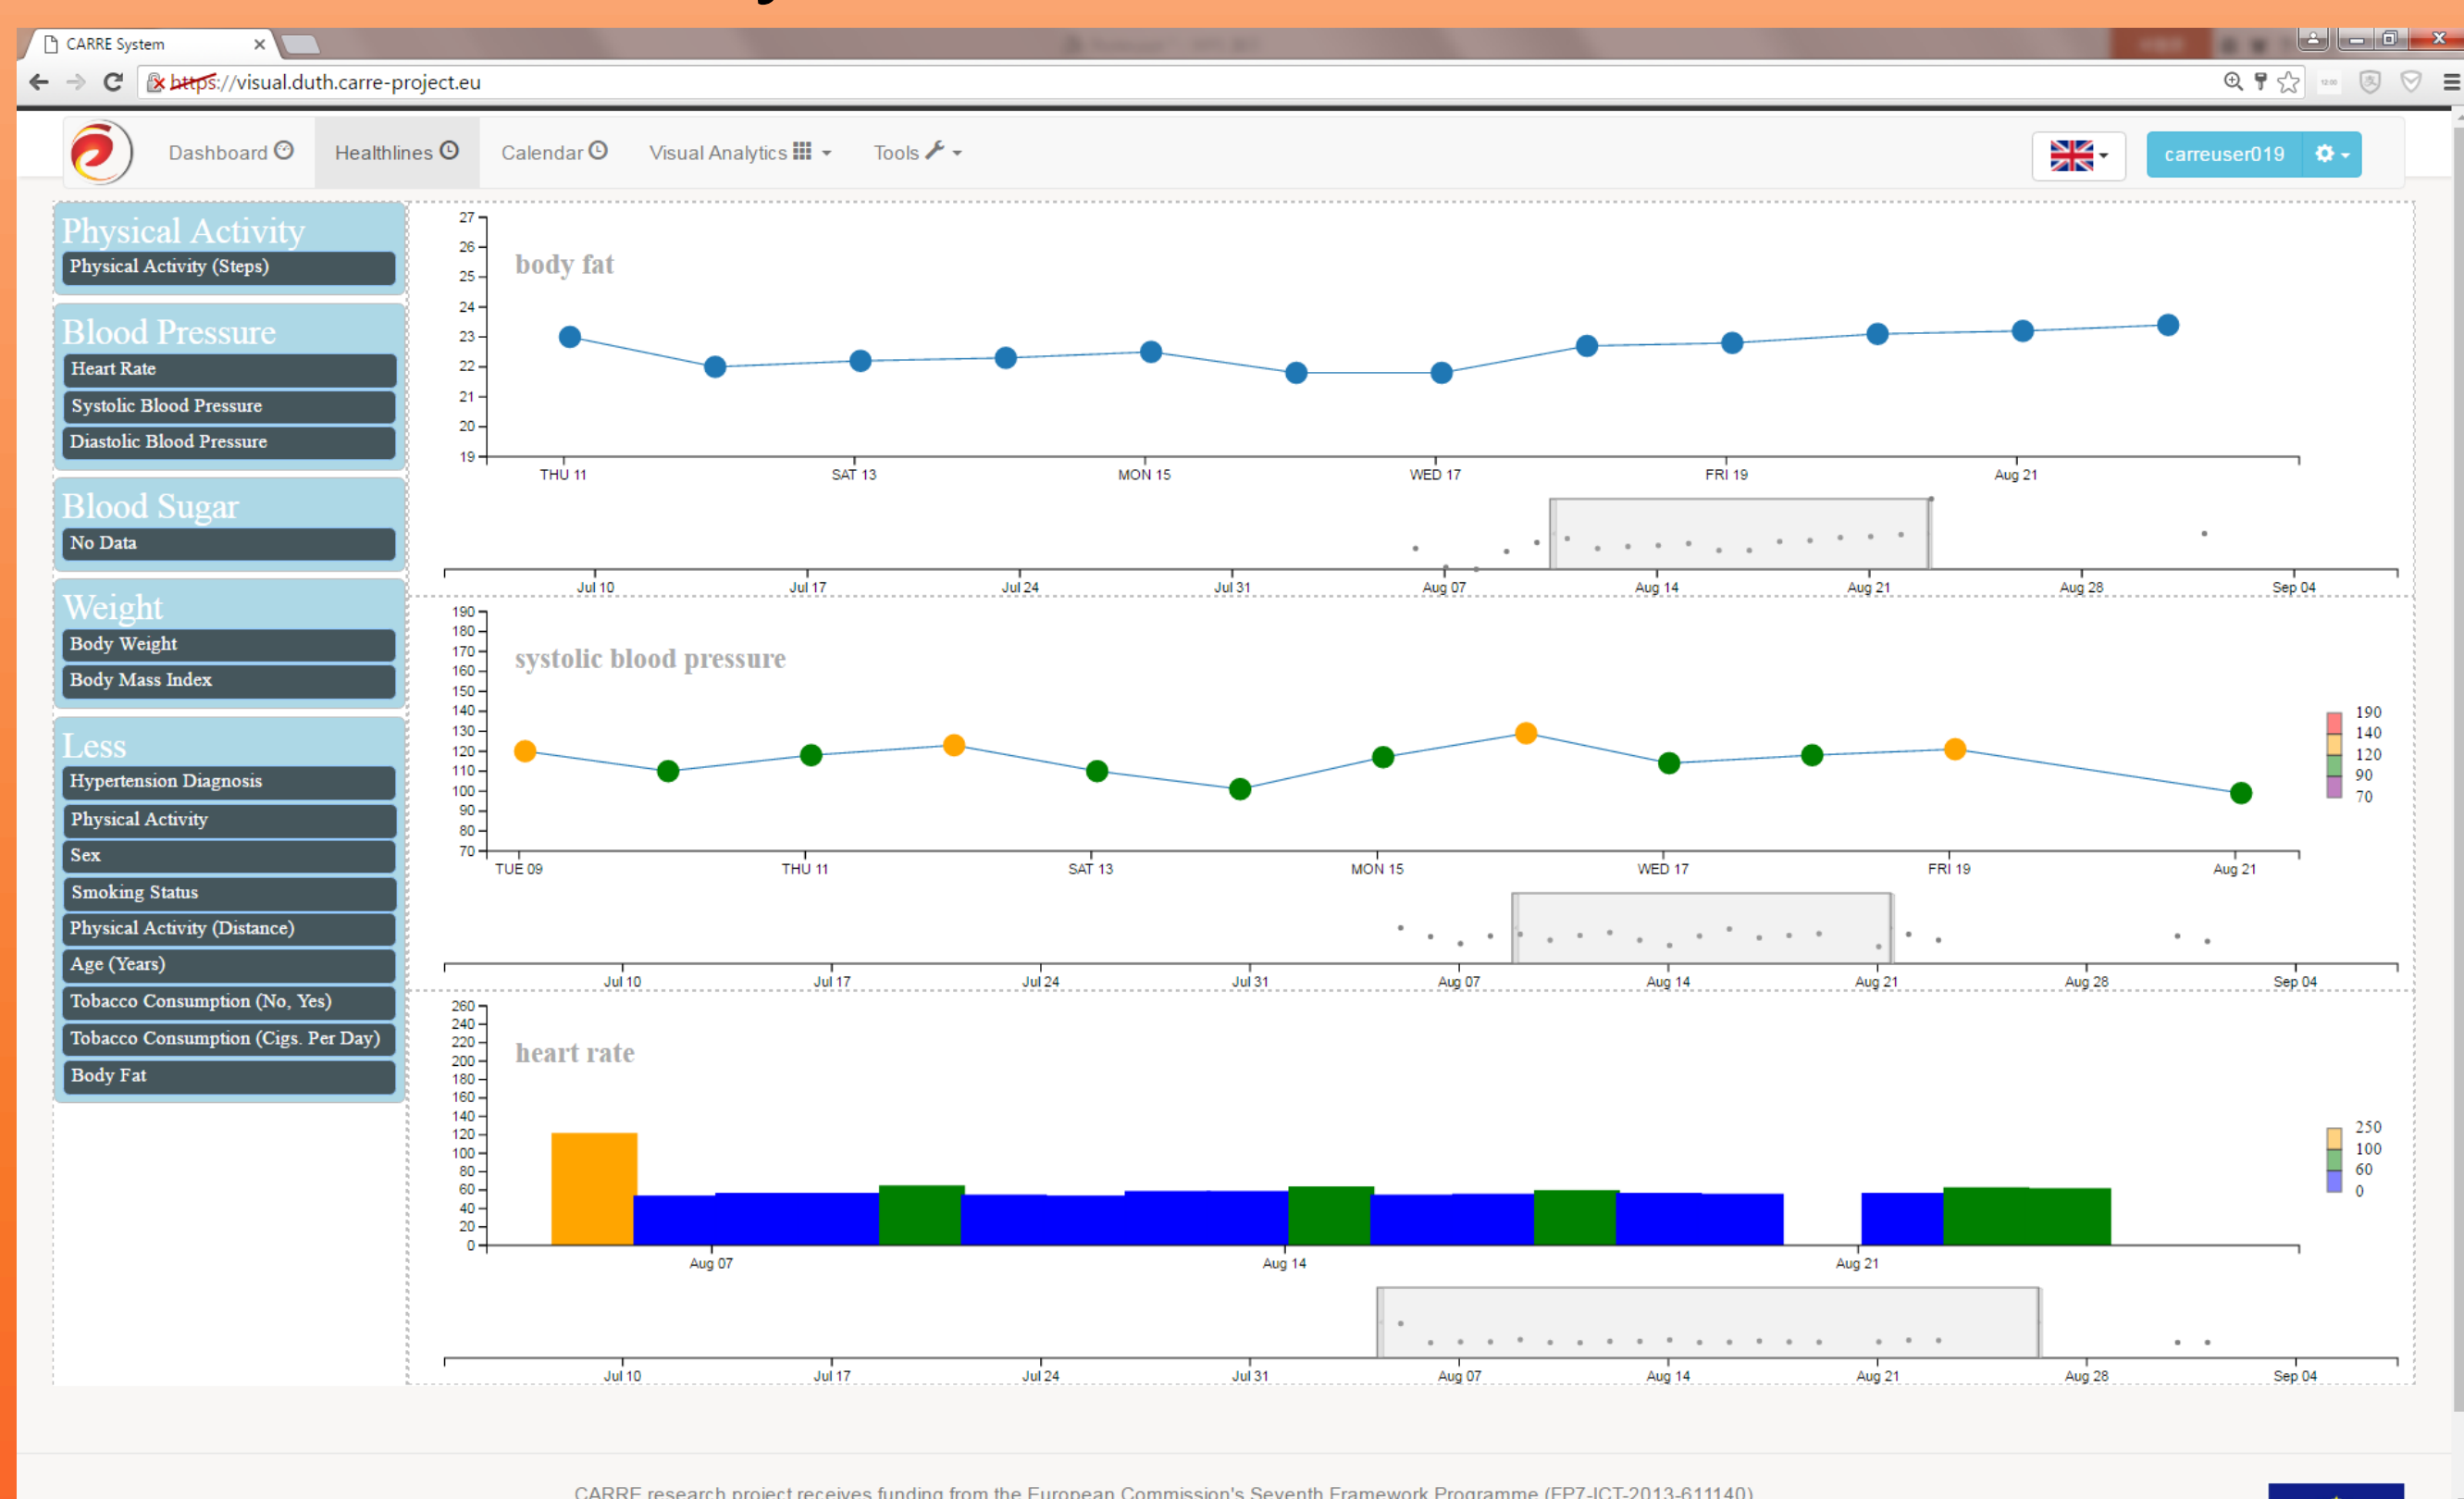 CARRE System
https://visual.duth.carre-project.eu
Dashboard Healthlines Calendar Visual Analytics Tools carreuser019
Physical Activity
Physical Activity (Steps)
Blood Pressure
Heart Rate
Systolic Blood Pressure
Diastolic Blood Pressure
Blood Sugar
No Data
Weight
Body Weight
Body Mass Index
Less
Hypertension Diagnosis
Physical Activity
Sex
Smoking Status
Physical Activity (Distance)
Age (Years)
Tobacco Consumption (No, Yes)
Tobacco Consumption (Cigs. Per Day)
Body Fat
27
26
25
24
23
22
21
20
19
body fat
THU 11 SAT 13 MON 15 WED 17 FRI 19 Aug 21
Jul 10 Jul 17 Jul 24 Jul 31 Aug 07 Aug 14 Aug 21 Aug 28 Sep 04
190
180
170
160
150
140
130
120
110
100
90
80
70
systolic blood pressure
190
140
120
90
70
TUE 09 THU 11 SAT 13 MON 15 WED 17 FRI 19 Aug 21
Jul 10 Jul 17 Jul 24 Jul 31 Aug 07 Aug 14 Aug 21 Aug 28 Sep 04
260
240
220
200
180
160
140
120
100
80
60
40
20
0
heart rate
250
100
60
0
Aug 07 Aug 14 Aug 21
Jul 10 Jul 17 Jul 24 Jul 31 Aug 07 Aug 14 Aug 21 Aug 28 Sep 04
CARRE research project receives funding from the European Commission's Seventh Framework Programme (FP7-ICT-2013-611140)